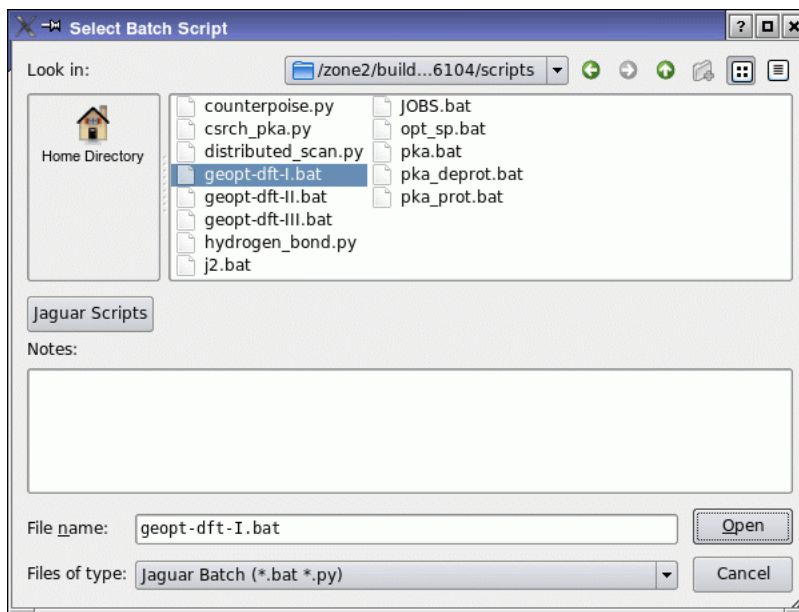 Select Batch Script
Look in:
/zone2/build...6104/scripts
Home Directory
counterpoise.py
csrch_pka.py
distributed_scan.py
geopt-dft-I.bat
geopt-dft-II.bat
geopt-dft-III.bat
hydrogen_bond.py
j2.bat
JOBS.bat
opt_sp.bat
pka.bat
pka_deprot.bat
pka_prot.bat
Jaguar Scripts
Notes:
File name:
geopt-dft-I.bat
Open
Files of type:
Jaguar Batch (*.bat *.py)
Cancel